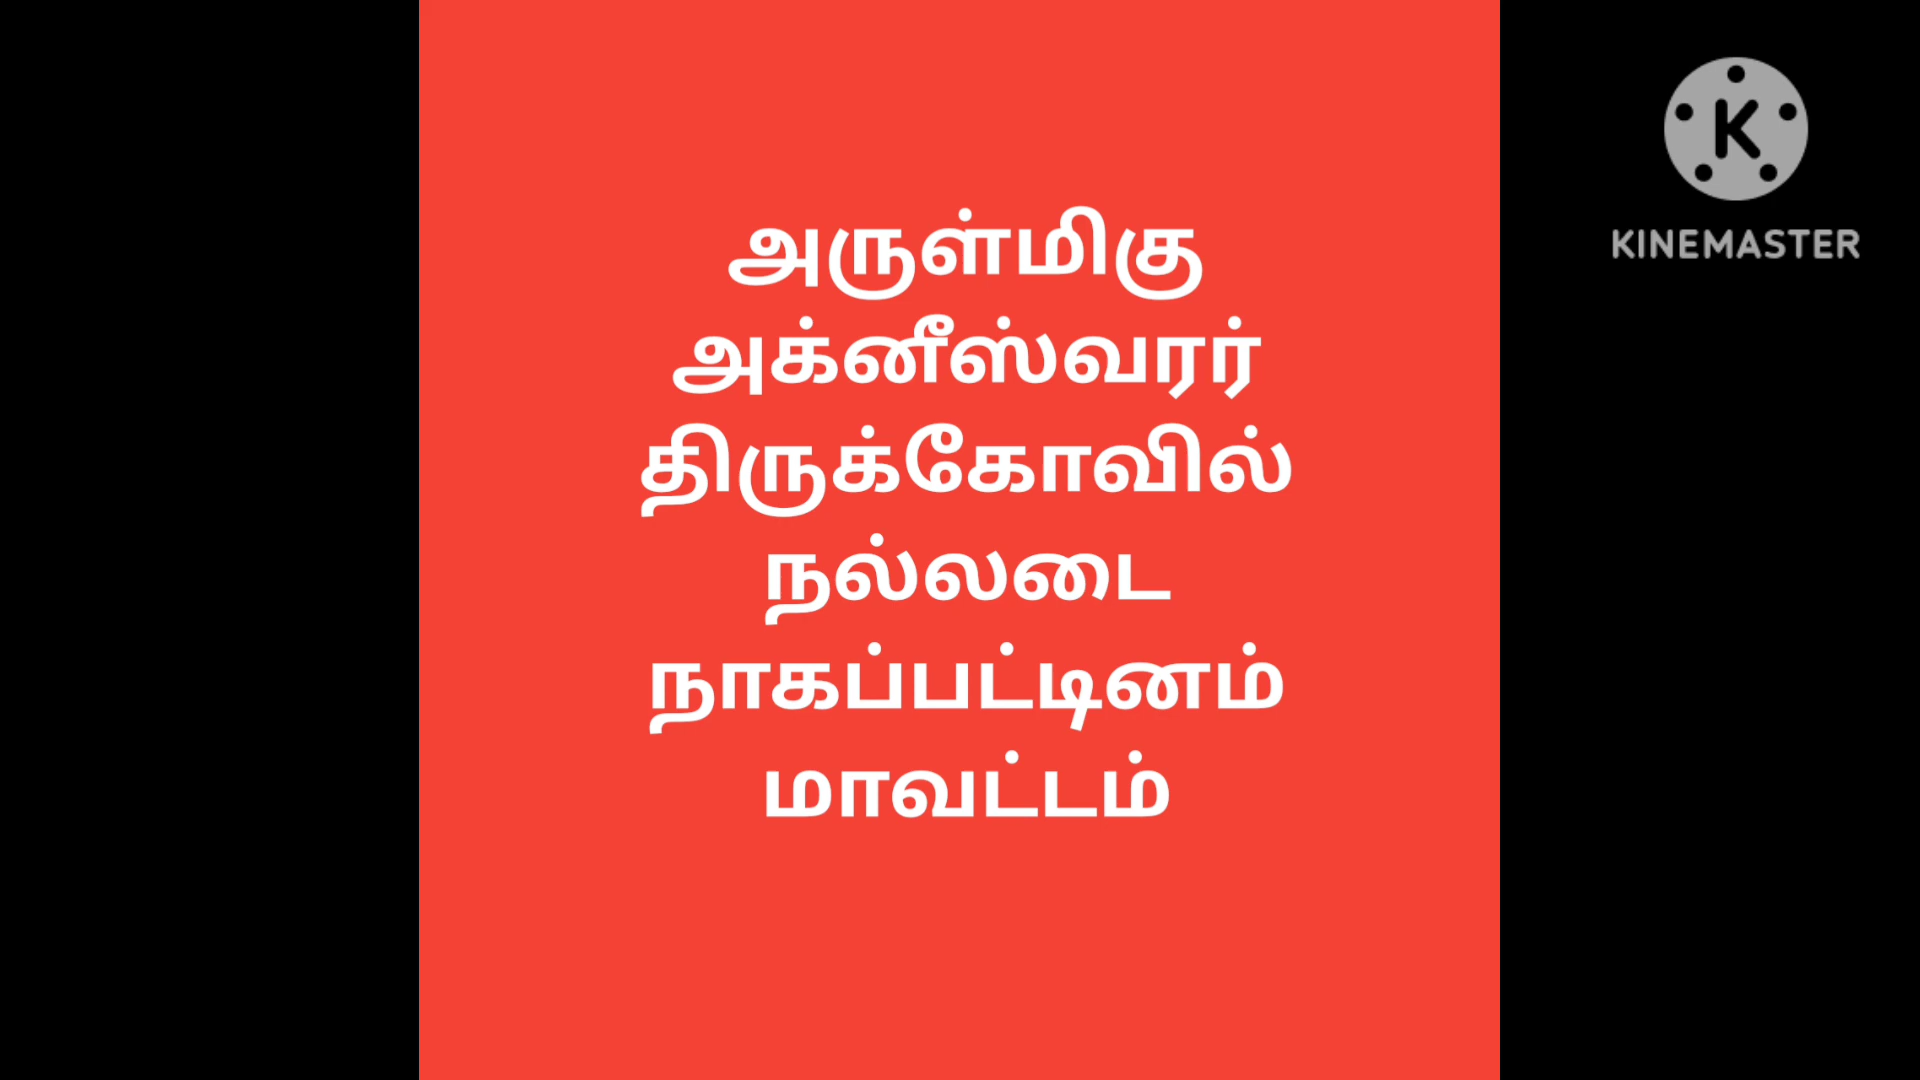 அருள்மிகு
அக்னீஸ்வரர்
திருக்கோவில்
நல்லடை
நாகப்பட்டினம்
மாவட்டம்
K
KINEMASTER